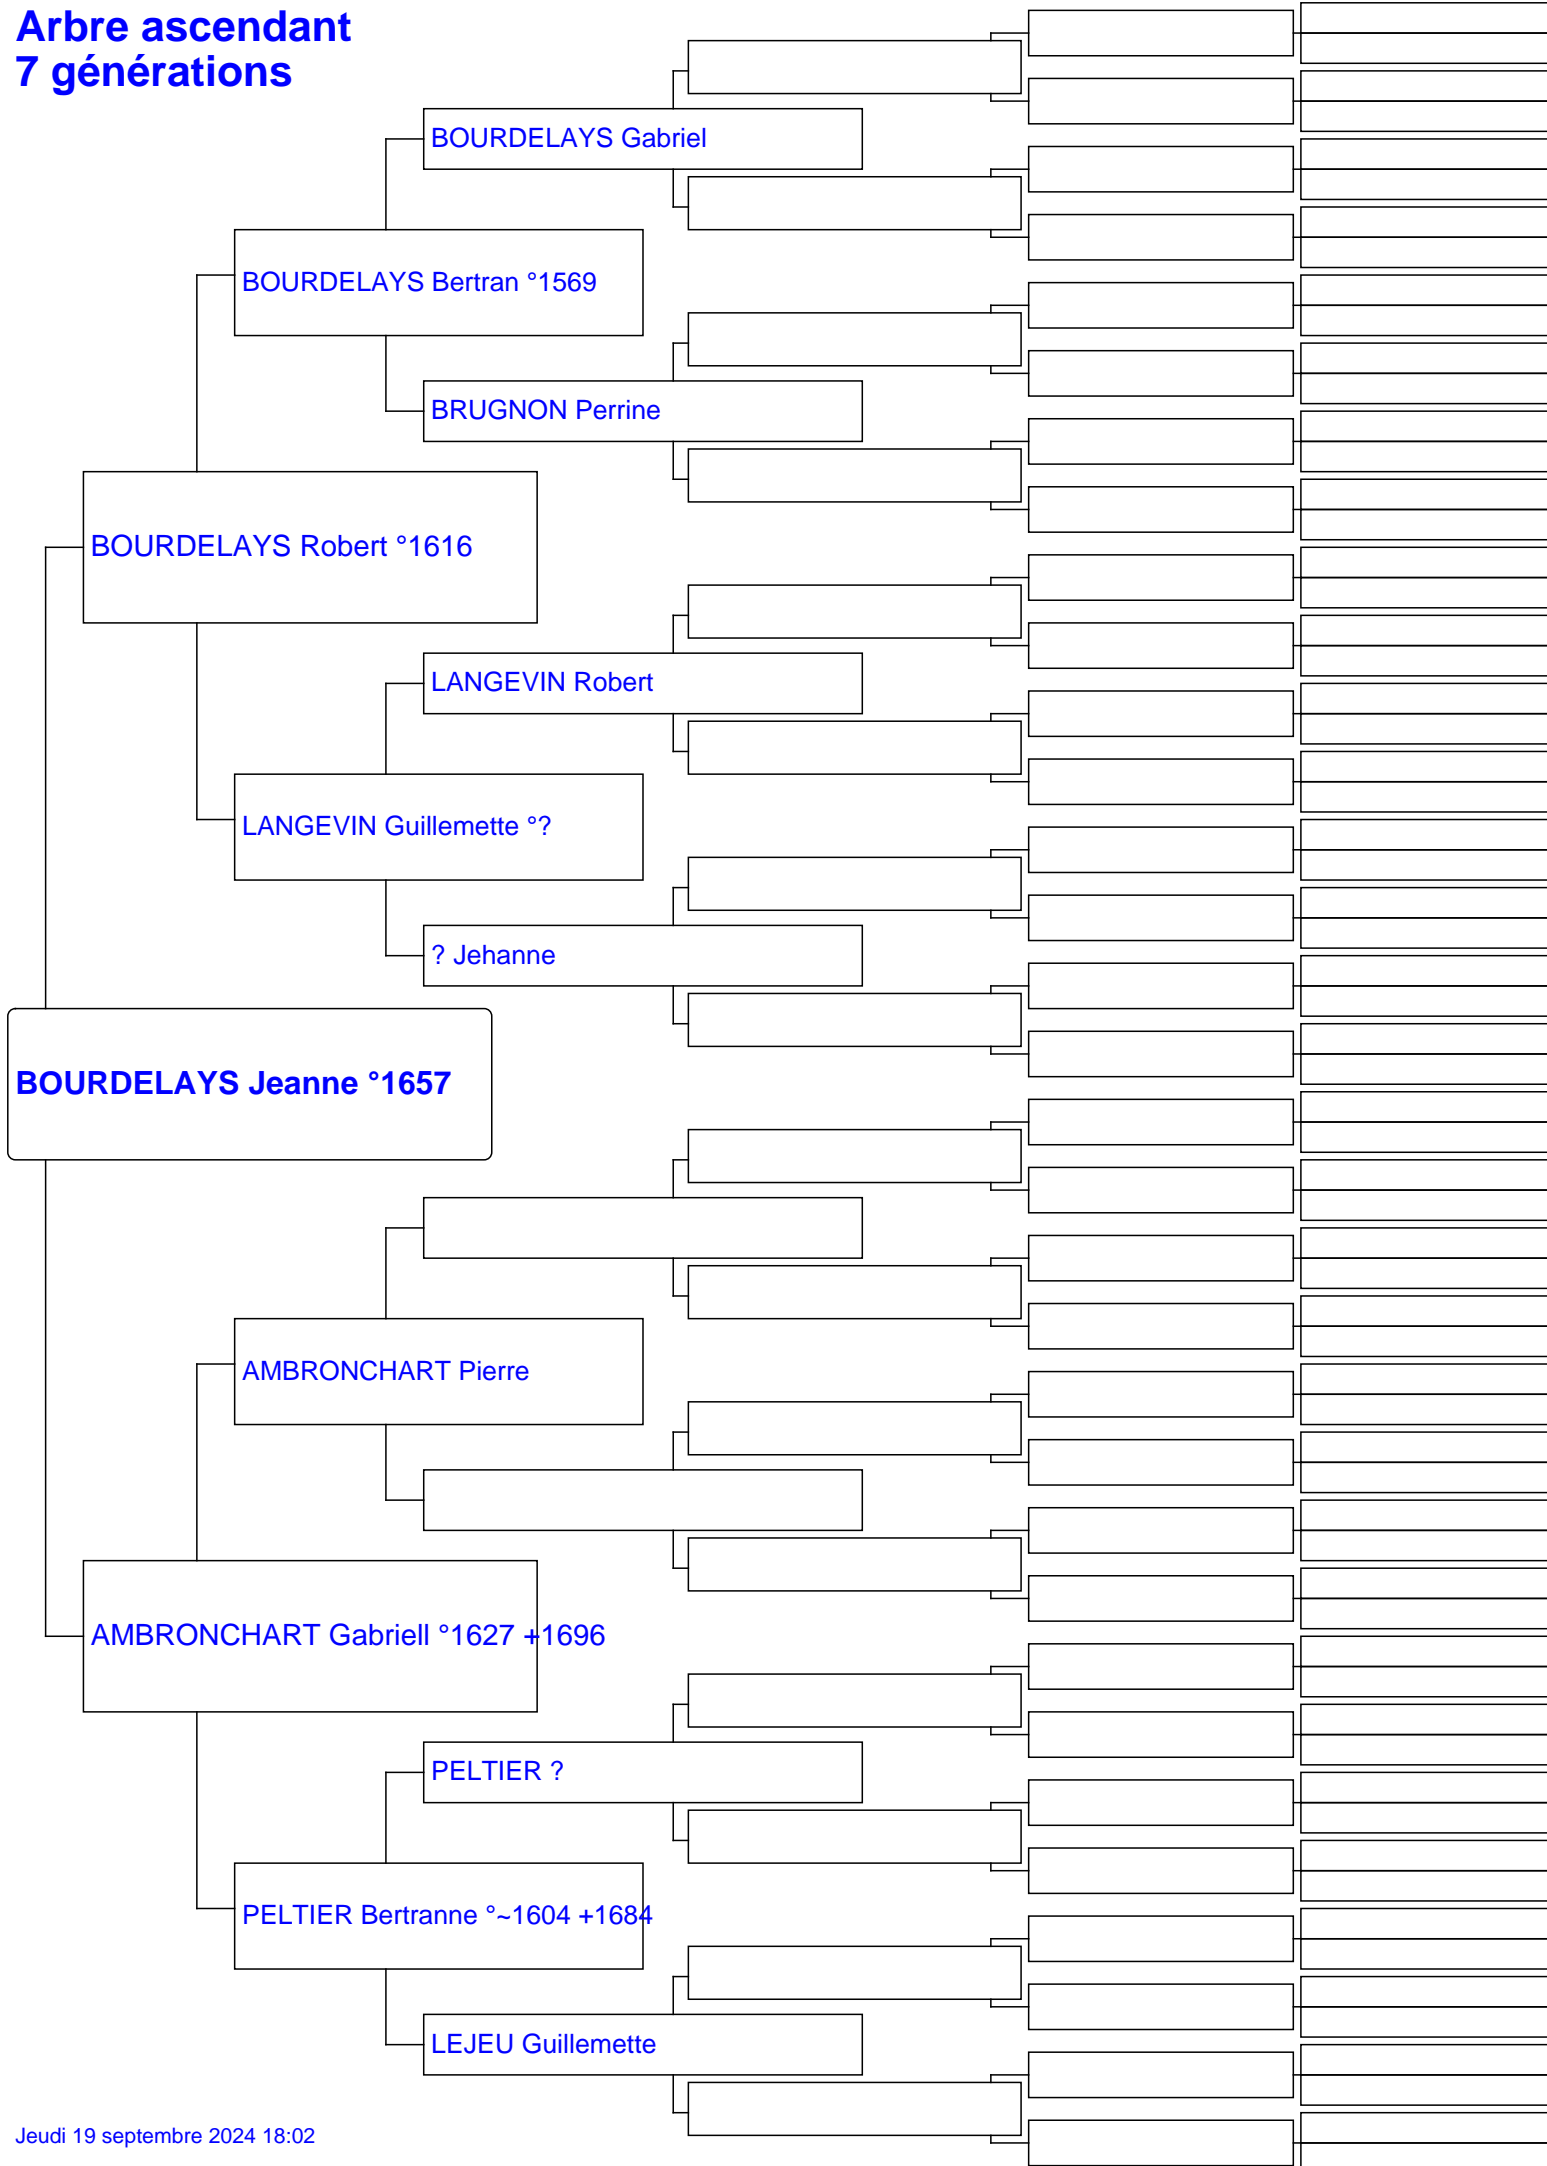 Arbre ascendant
7 générations
BOURDELAYS Gabriel
BOURDELAYS Bertran °1569
BRUGNON Perrine
BOURDELAYS Robert °1616
LANGEVIN Robert
LANGEVIN Guillemette °?
? Jehanne
BOURDELAYS Jeanne °1657
AMBRONCHART Pierre
AMBRONCHART Gabriell °1627 +1696
PELTIER ?
PELTIER Bertranne °~1604 +1684
LEJEU Guillemette
Jeudi 19 septembre 2024 18:02